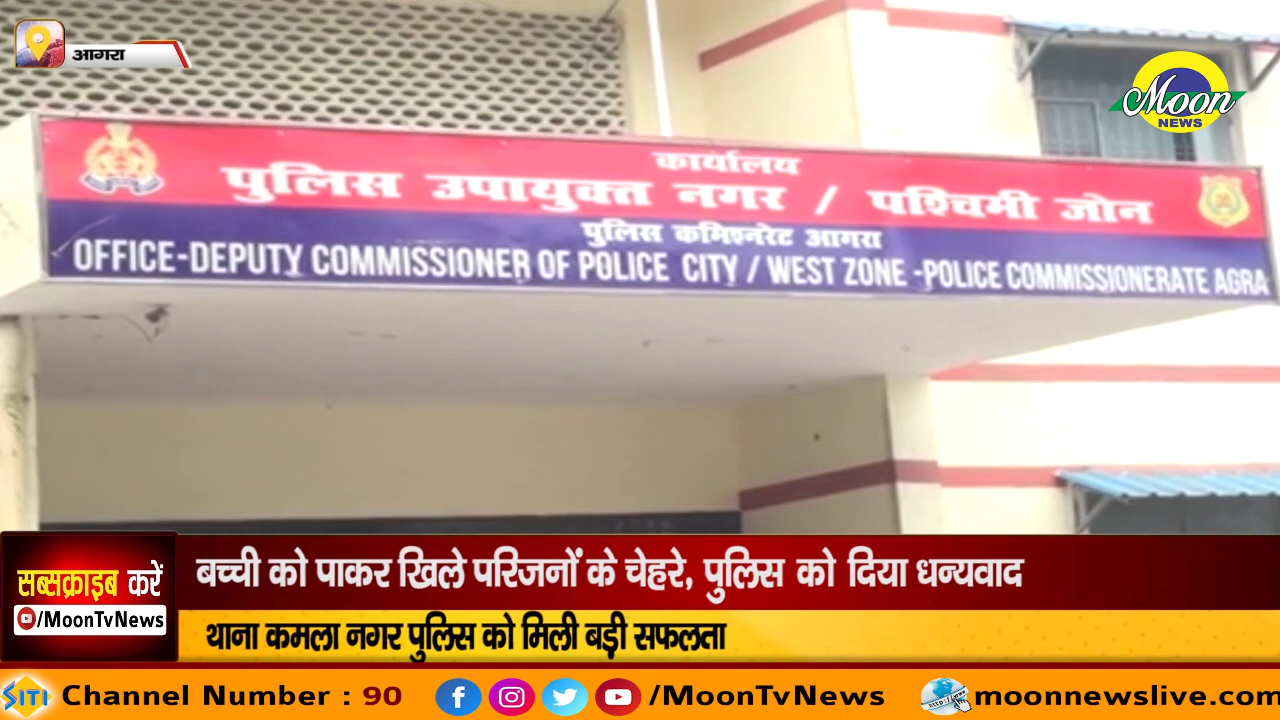 आगरा
Moon
NEWS
कार्यालय
पुलिस उपायुक्त नगर / पश्चिमी जोन
पुलिस कमिश्नरेट आगरा
OFFICE-DEPUTY COMMISSIONER OF POLICE CITY / WEST ZONE -POLICE COMMISSIONERATE AGRA
सब्सक्राइब करें
/MoonTvNews
बच्ची को पाकर खिले परिजनों के चेहरे, पुलिस को दिया धन्यवाद
थाना कमला नगर पुलिस को मिली बड़ी सफलता
SITI Channel Number : 90 /MoonTvNews http:// moonnewslive.com